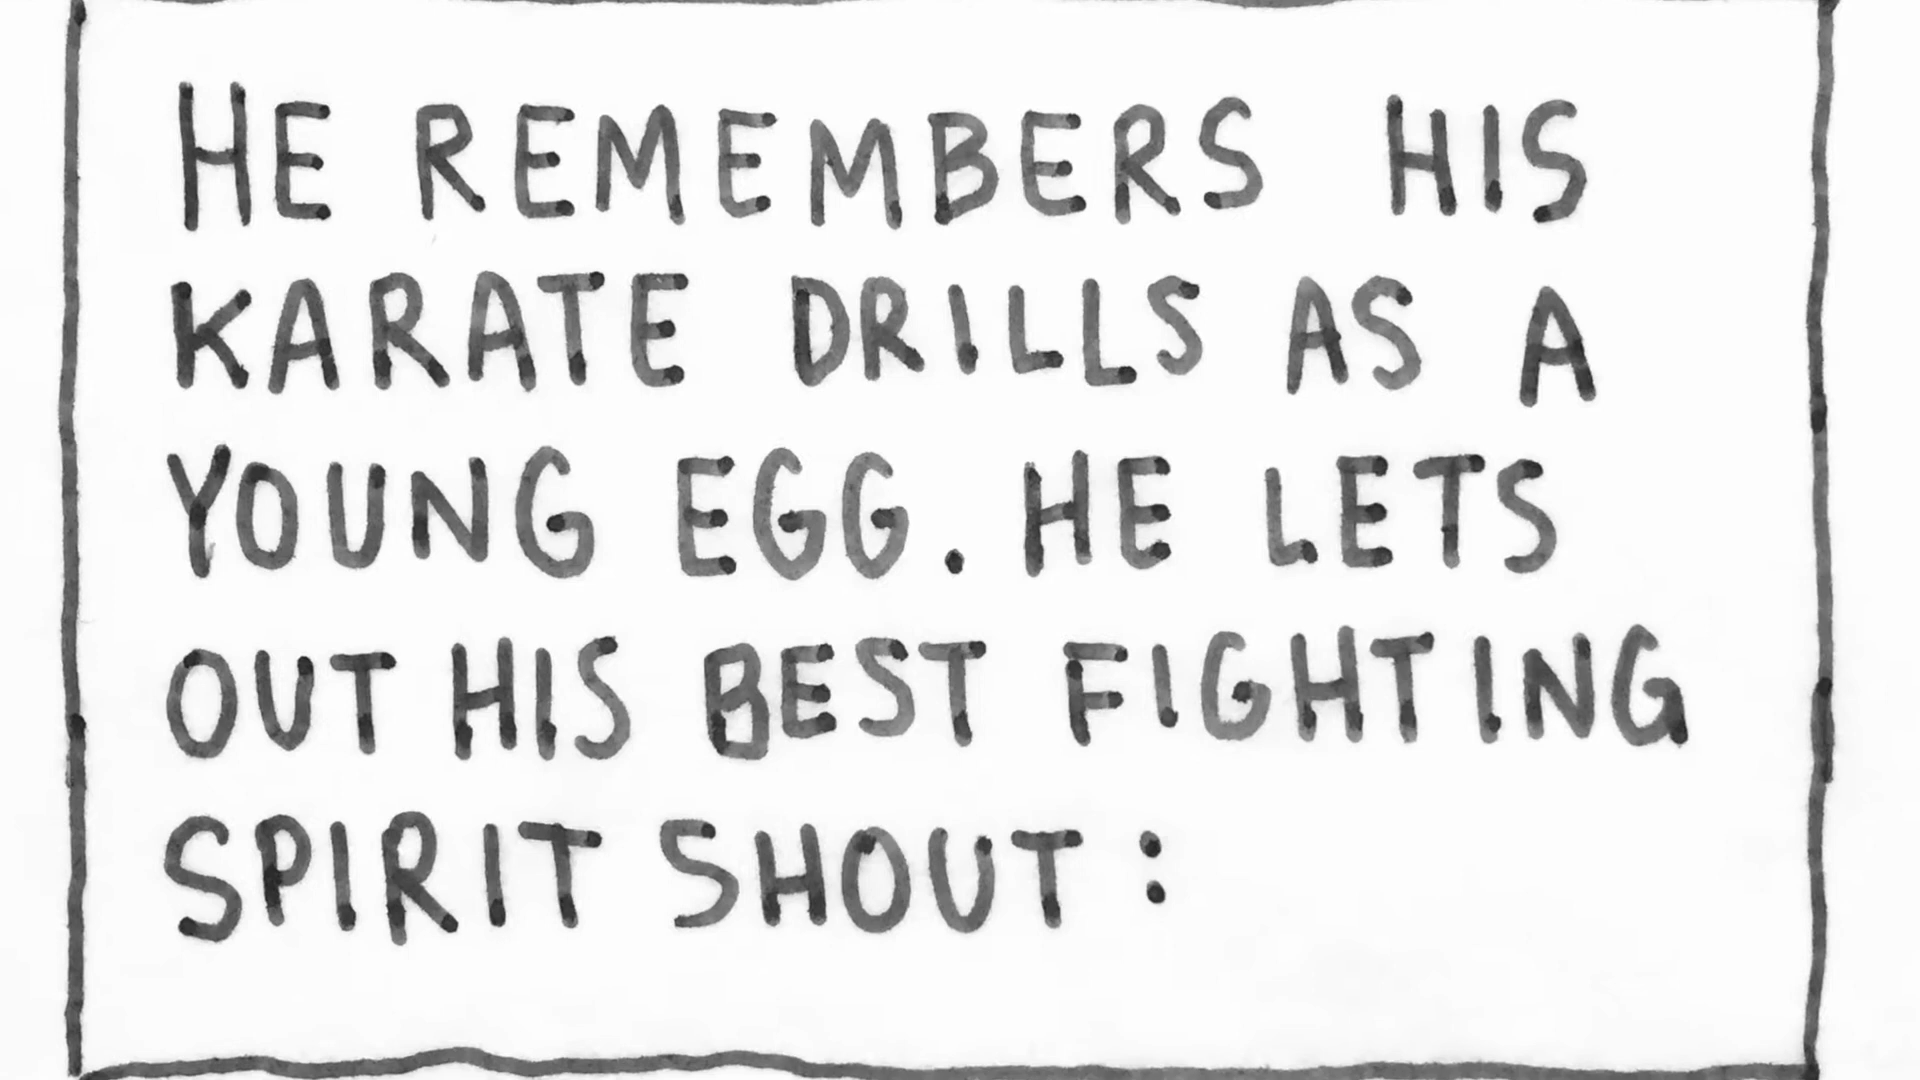 HE REMEMBERS HIS
KARATE DRILLS AS A
YOUNG EGG. HE LETS
OUT HIS BEST FIGHTING
SPIRIT SHOUT: